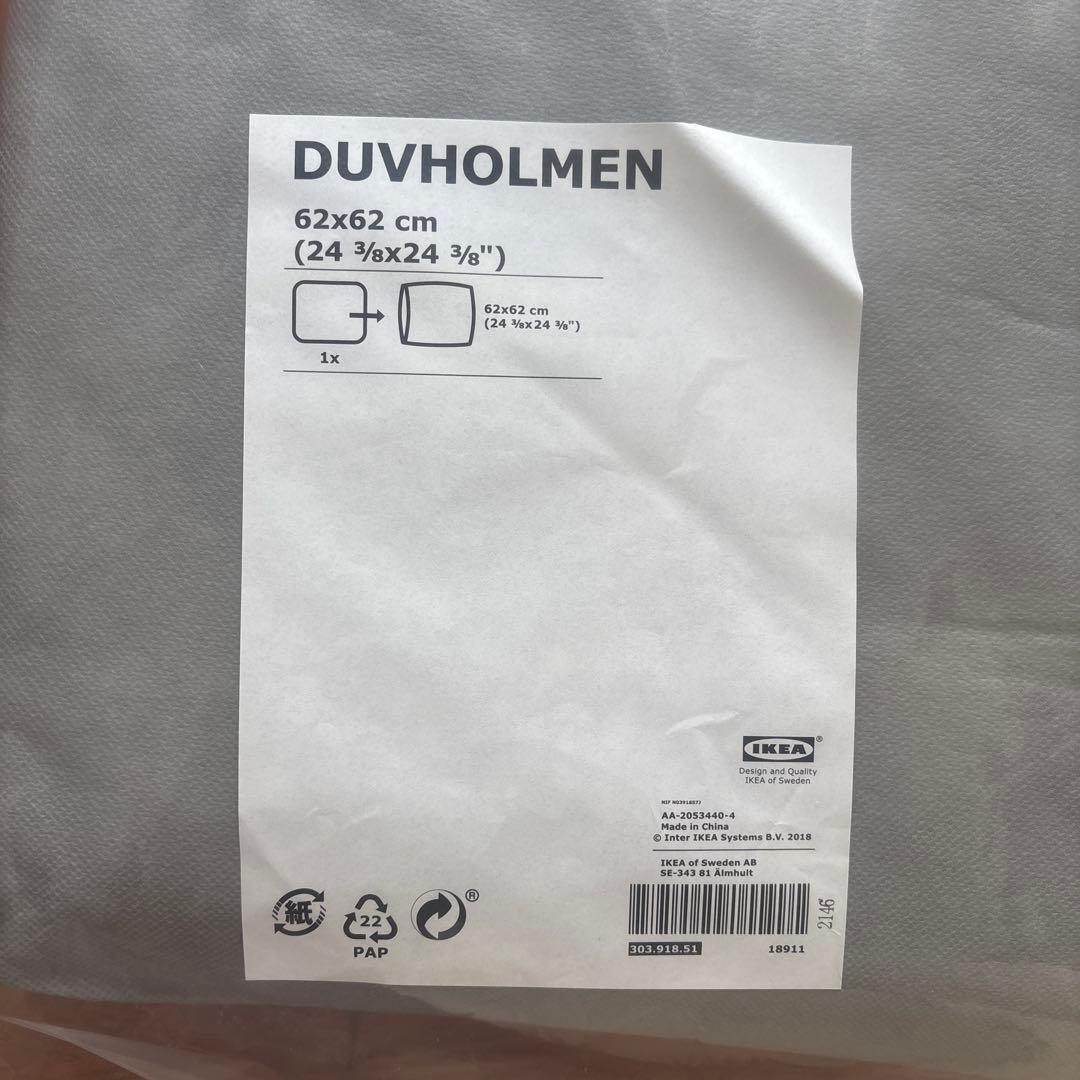 DUVHOLMEN
62x62 cm
(24 ⅜x24 ⅜")
62x62 cm
(24 ⅜x24 ⅜")
1x
IKEA®
Design and Quality
IKEA of Sweden
AA-2053440-4
Made in China
© Inter IKEA Systems B.V. 2018
IKEA of Sweden AB
SE-343 81 Älmhult
2146
303.918.51
18911
紙
22
PAP
®